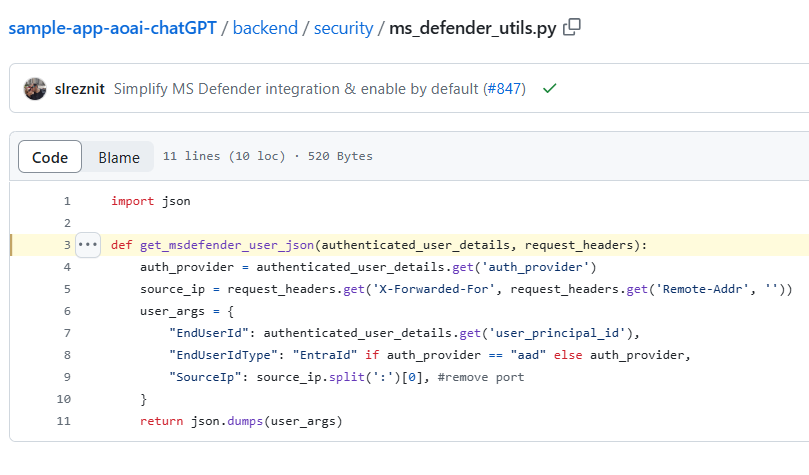 sample-app-aoai-chatGPT / backend / security / ms_defender_utils.py
slreznit Simplify MS Defender integration & enable by default (#847)
Code Blame 11 lines (10 loc) · 520 Bytes
1 import json
2
3 ··· def get_msdefender_user_json(authenticated_user_details, request_headers):
4 auth_provider = authenticated_user_details.get('auth_provider')
5 source_ip = request_headers.get('X-Forwarded-For', request_headers.get('Remote-Addr', ''))
6 user_args = {
7 "EndUserId": authenticated_user_details.get('user_principal_id'),
8 "EndUserIdType": "EntraId" if auth_provider == "aad" else auth_provider,
9 "SourceIp": source_ip.split(':')[0], #remove port
10 }
11 return json.dumps(user_args)